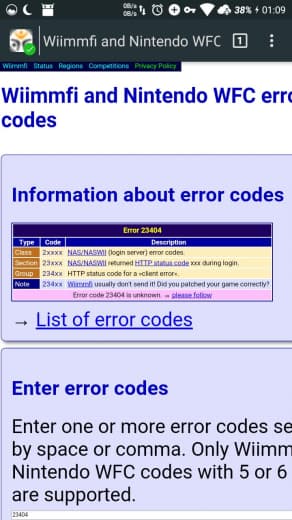 0B/s
0B/s
38%
01:09
Wiimmfi and Nintendo WFC
1
Wiimmfi Status Regions Competitions Privacy Policy
Wiimmfi and Nintendo WFC erro
codes
Information about error codes
Error 23404
Type Code Description
Class 2xxxx NAS/NASWII (login server) error codes.
Section 23xxx NAS/NASWII returned HTTP status code xxx during login.
Group 234xx HTTP status code for a »client error«.
Note 234xx Wiimmfi usually don't send it! Did you patched your game correctly?
Error code 23404 is unknown. → please follow
→ List of error codes
Enter error codes
Enter one or more error codes se
by space or comma. Only Wiimm
Nintendo WFC codes with 5 or 6
are supported.
23404